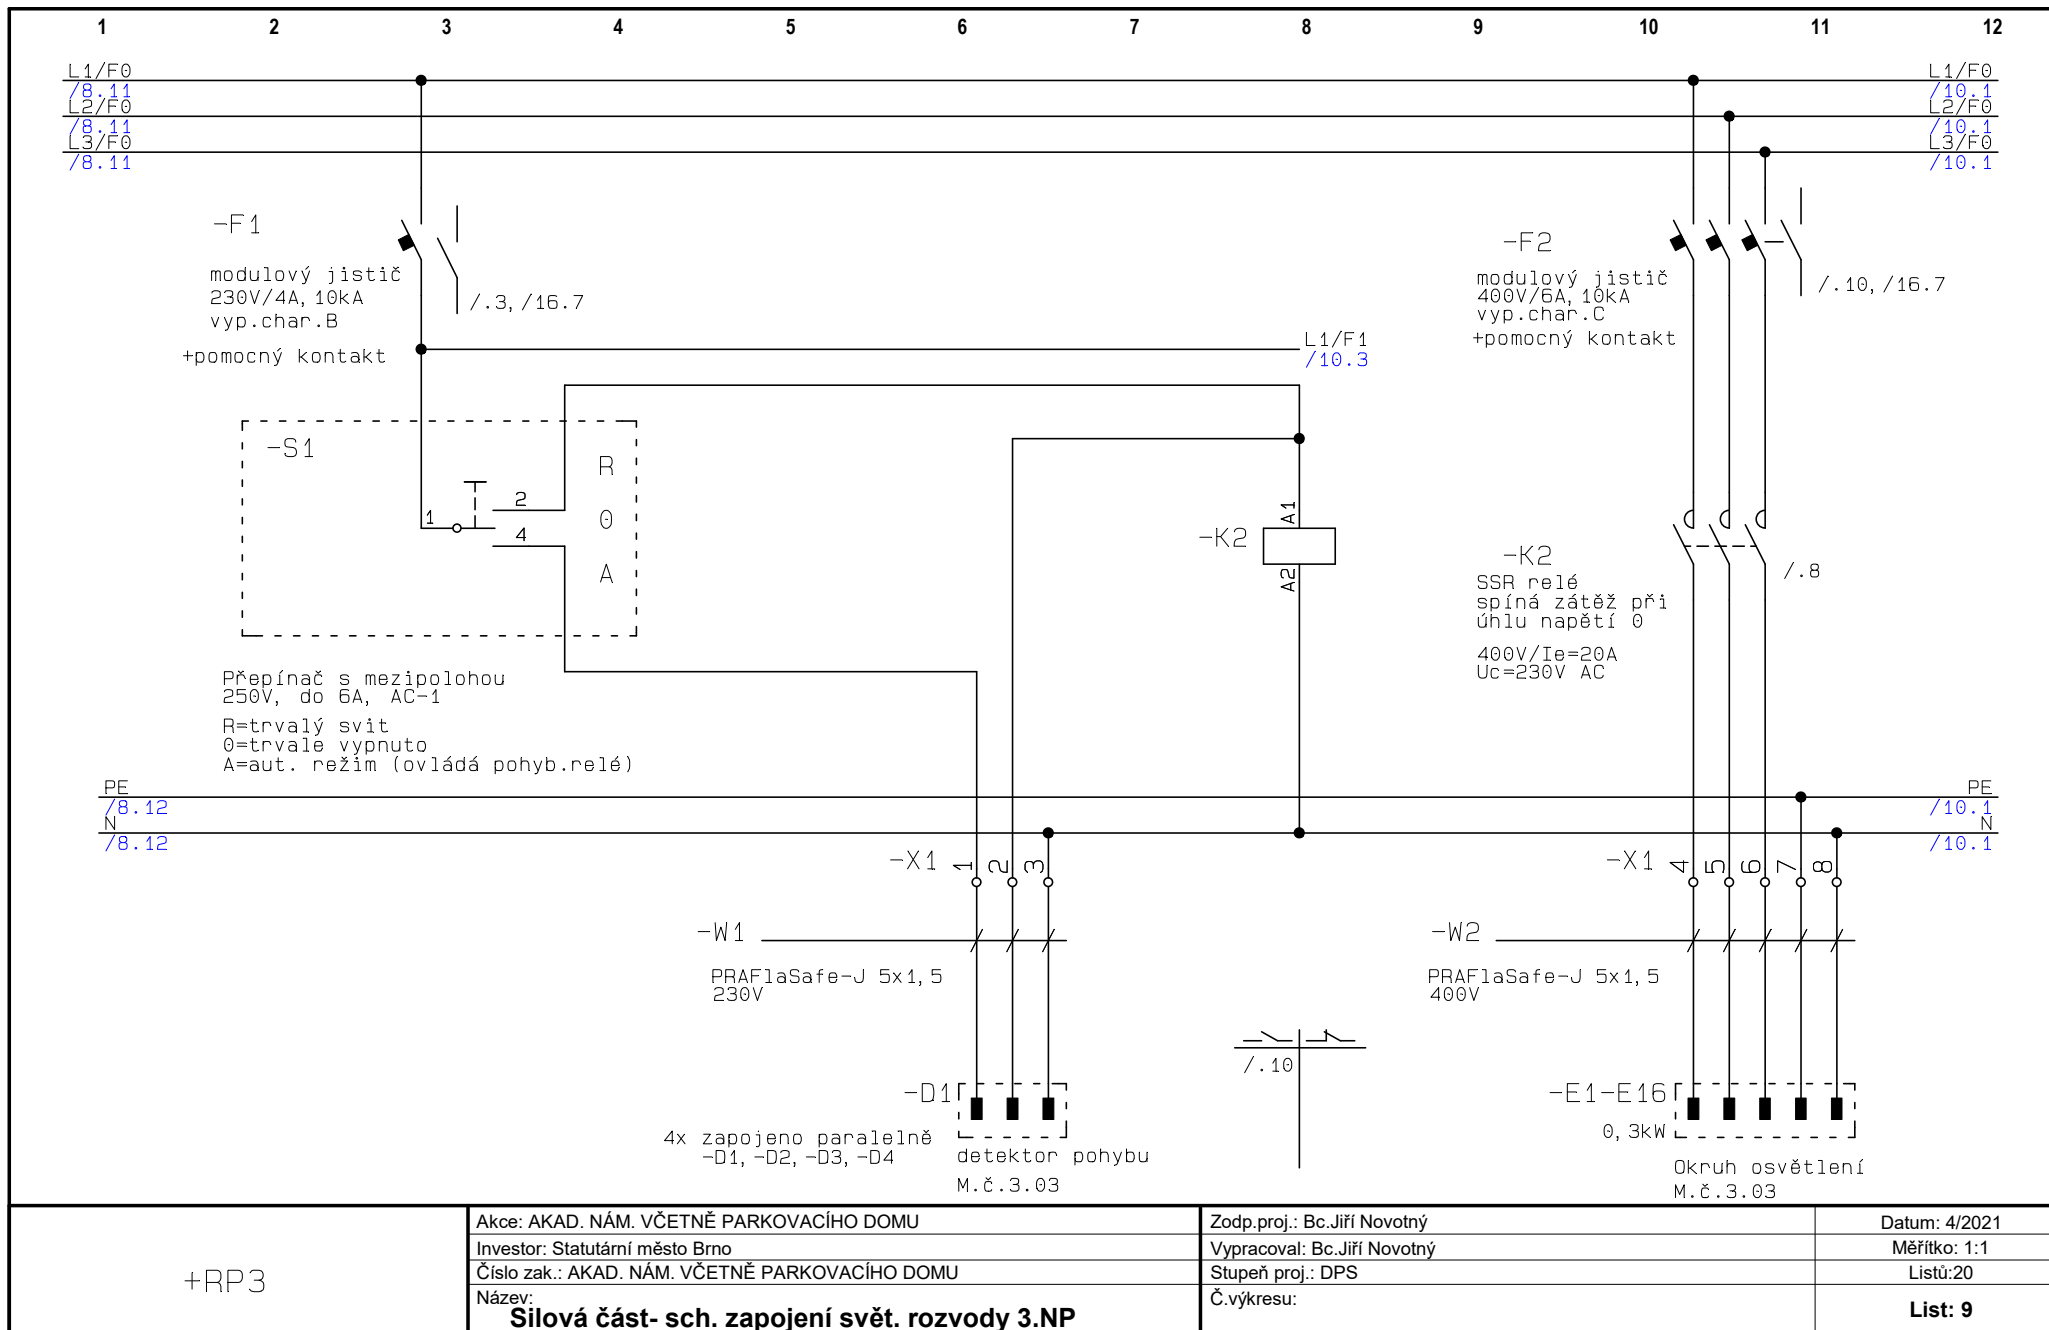 1 2 3 4 5 6 7 8 9 10 11 12
L1/F0
/8.11
L2/F0
/8.11
L3/F0
/8.11
L1/F0
/10.1
L2/F0
/10.1
L3/F0
/10.1
-F1
modulový jistič
230V/4A,10kA
vyp.char.B
+pomocný kontakt
/.3,/16.7
L1/F1
/10.3
-F2
modulový jistič
400V/6A,10kA
vyp.char.C
+pomocný kontakt
/.10,/16.7
-S1
R
0
A
1
2
4
Přepínač s mezipolohou
250V, do 6A, AC-1
R=trvalý svit
0=trvale vypnuto
A=aut. režim (ovládá pohyb.relé)
-K2
A1
A2
-K2
SSR relé
spíná zátěž při
úhlu napětí 0
400V/Ie=20A
Uc=230V AC
/.8
PE
/8.12
N
/8.12
PE
/10.1
N
/10.1
-X1 1 2 3
-X1 4 5 6 7 8
-W1
PRAFlaSafe-J 5x1,5
230V
-W2
PRAFlaSafe-J 5x1,5
400V
/.10
-D1
4x zapojeno paralelně
-D1,-D2,-D3,-D4
detektor pohybu
M.č.3.03
-E1-E16
0,3kW
Okruh osvětlení
M.č.3.03
+RP3
Akce: AKAD. NÁM. VČETNĚ PARKOVACÍHO DOMU
Investor: Statutární město Brno
Číslo zak.: AKAD. NÁM. VČETNĚ PARKOVACÍHO DOMU
Název:
Silová část- sch. zapojení svět. rozvody 3.NP
Zodp.proj.: Bc.Jiří Novotný
Vypracoval: Bc.Jiří Novotný
Stupeň proj.: DPS
Č.výkresu:
Datum: 4/2021
Měřítko: 1:1
Listů:20
List: 9